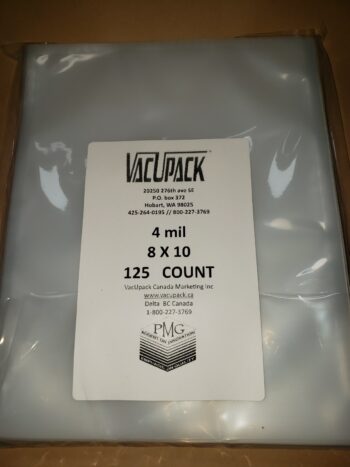 VACUPACK
20250 276th ave SE
P.O. box 372
Hobart, WA 98025
425-264-0195 // 800-227-3769
4 mil
8 X 10
125 COUNT
VacUpack Canada Marketing Inc
www.vacupack.ca
Delta BC Canada
1-800-227-3769
PMG